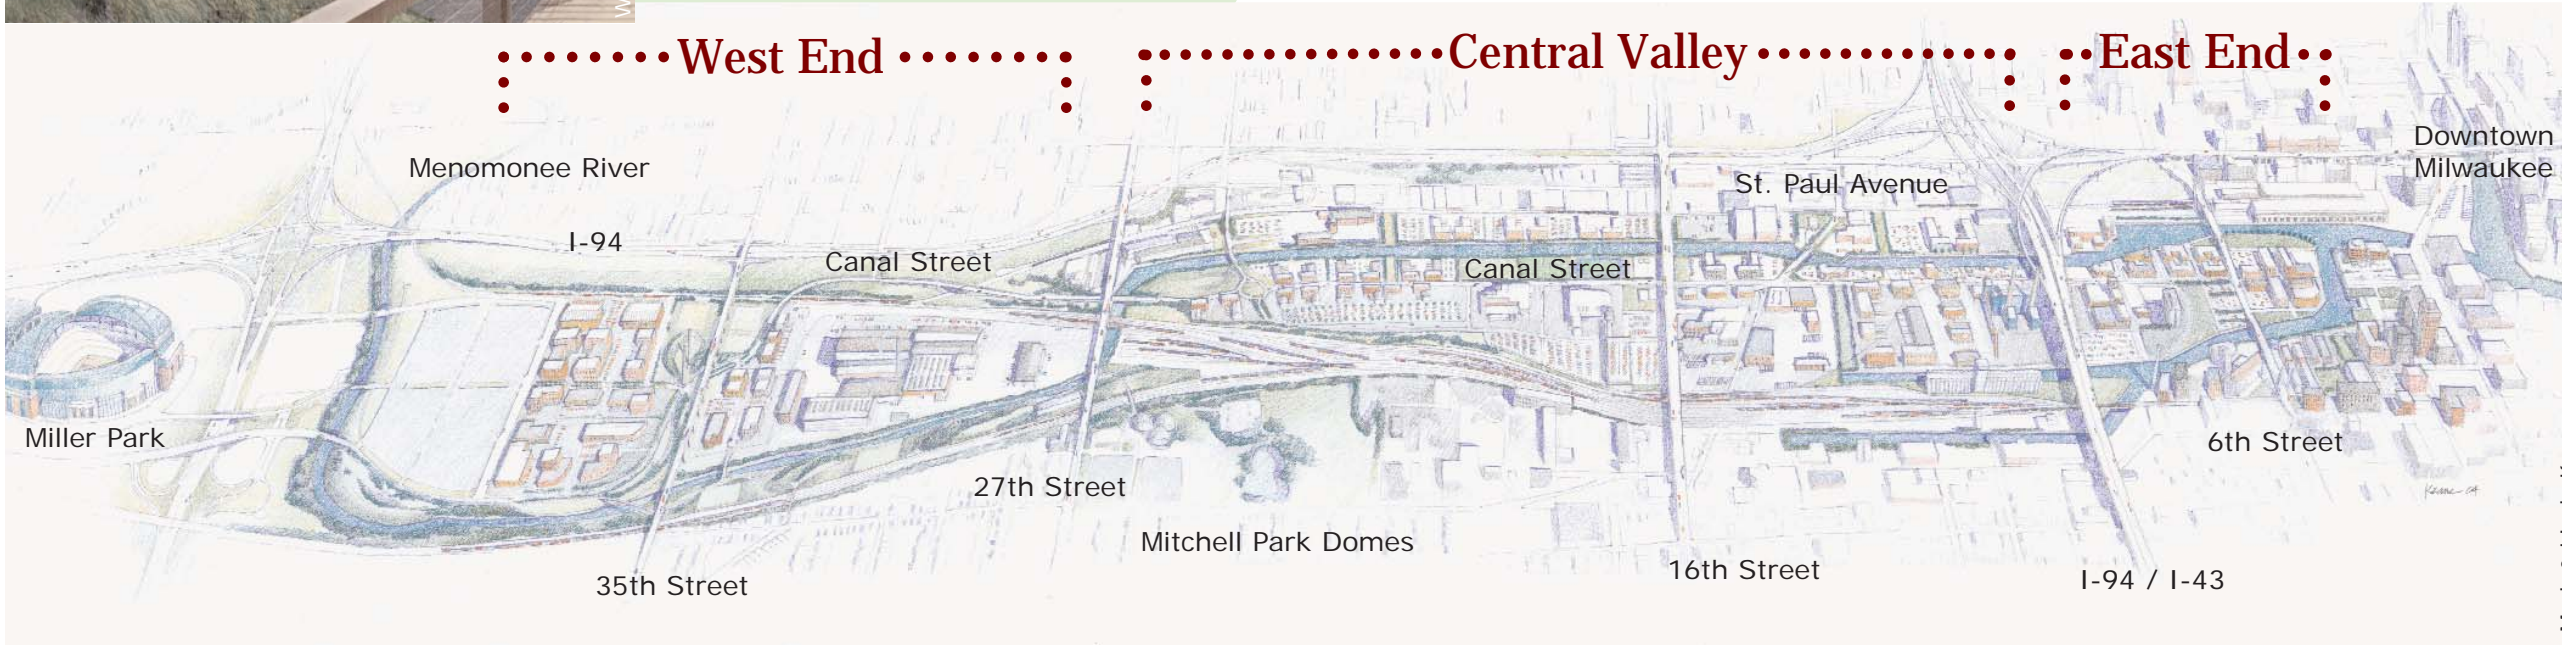 West End
Central Valley
East End
Downtown
Milwaukee
Menomonee River
St. Paul Avenue
I-94
Canal Street
Canal Street
Miller Park
6th Street
27th Street
Mitchell Park Domes
16th Street
35th Street
I-94 / I-43